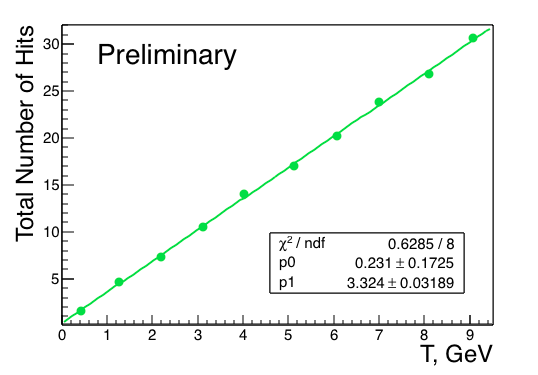 Total Number of Hits
Preliminary
30
25
20
15
10
5
χ² / ndf 0.6285 / 8
p0 0.231 ± 0.1725
p1 3.324 ± 0.03189
0 1 2 3 4 5 6 7 8 9
T, GeV